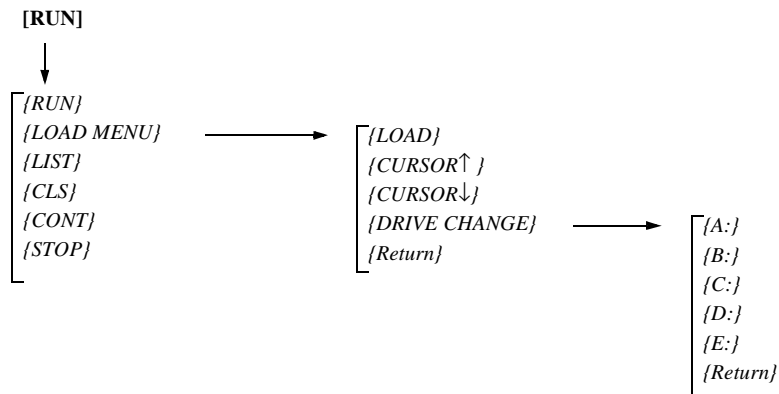 [RUN]
{RUN}
{LOAD MENU}
{LIST}
{CLS}
{CONT}
{STOP}
{LOAD}
{CURSOR↑ }
{CURSOR↓}
{DRIVE CHANGE}
{Return}
{A:}
{B:}
{C:}
{D:}
{E:}
{Return}